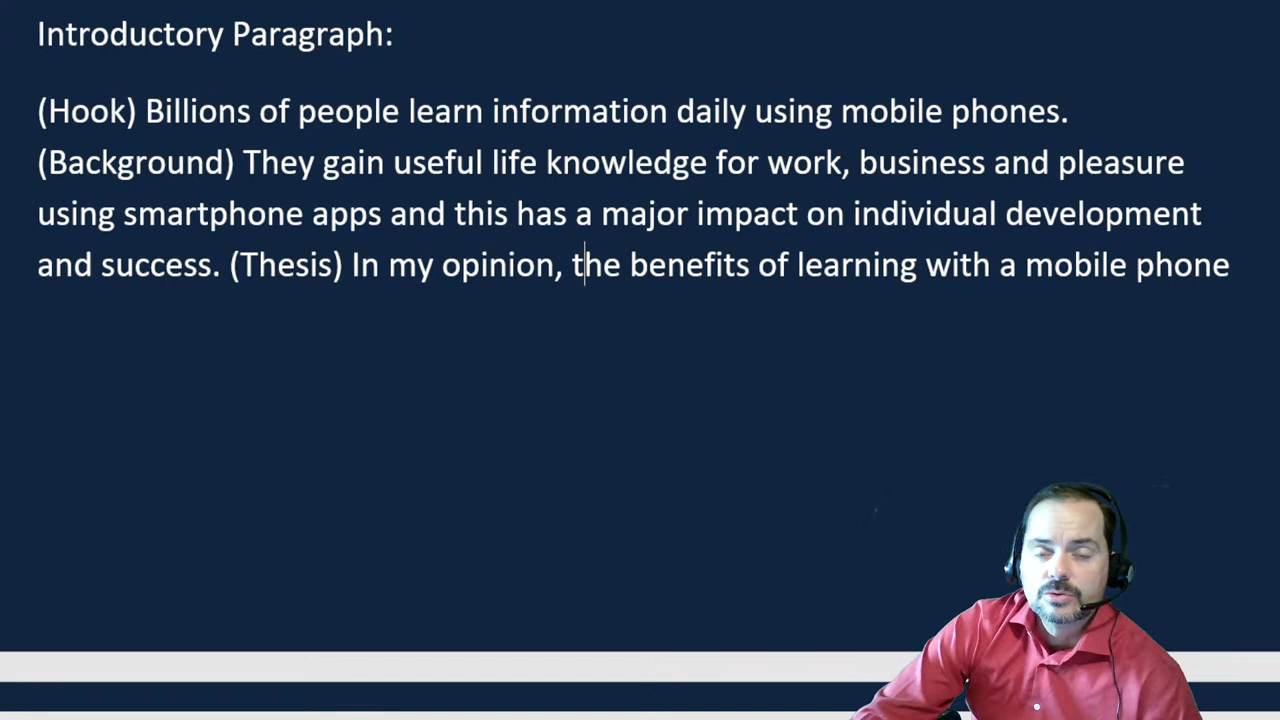 Introductory Paragraph:
(Hook) Billions of people learn information daily using mobile phones.
(Background) They gain useful life knowledge for work, business and pleasure
using smartphone apps and this has a major impact on individual development
and success. (Thesis) In my opinion, the benefits of learning with a mobile phone